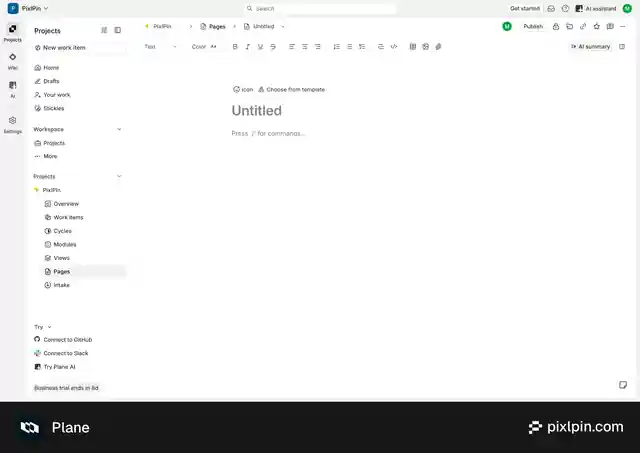 P PixlPin
Search
Get started
AI assistant
M
Projects
Wiki
AI
Settings
Projects
New work item
Home
Drafts
Your work
Stickies
Workspace
Projects
More
Projects
PixlPin
Overview
Work items
Cycles
Modules
Views
Pages
Intake
Try
Connect to GitHub
Connect to Slack
Try Plane AI
Business trial ends in 8d
PixlPin > Pages > Untitled
M Publish
Text Color Aa B I U S
AI summary
Icon Choose from template
Untitled
Press '/' for commands...
Plane
pixlpin.com